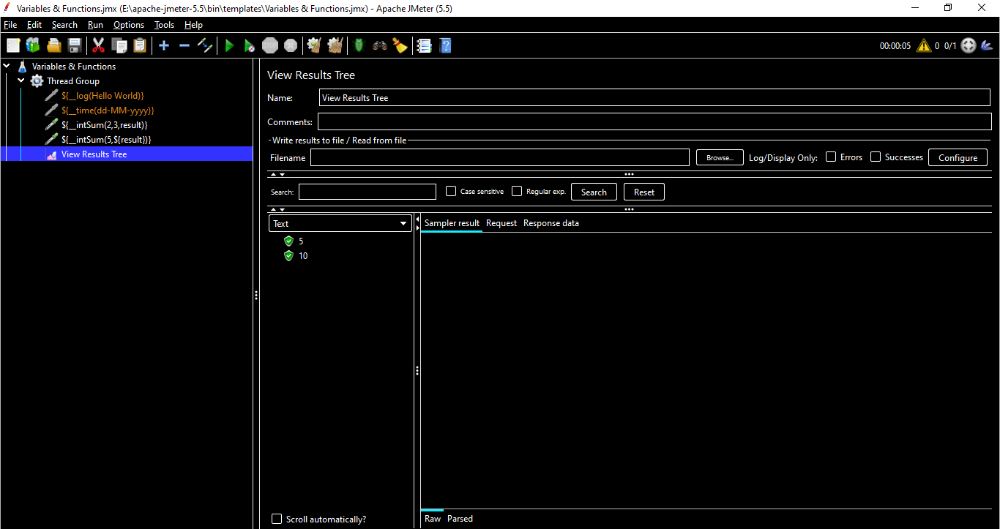 Variables & Functions.jmx (E:\apache-jmeter-5.5\bin\templates\Variables & Functions.jmx) - Apache JMeter (5.5)
File Edit Search Run Options Tools Help
00:00:05 0 0/1
Variables & Functions
Thread Group
${__log(Hello World)}
${__time(dd-MM-yyyy)}
${__intSum(2,3,result)}
${__intSum(5,${result})}
View Results Tree
View Results Tree
Name: View Results Tree
Comments:
Write results to file / Read from file
Filename Browse... Log/Display Only: Errors Successes Configure
Search: Case sensitive Regular exp. Search Reset
Text
5
10
Scroll automatically?
Sampler result Request Response data
Raw Parsed